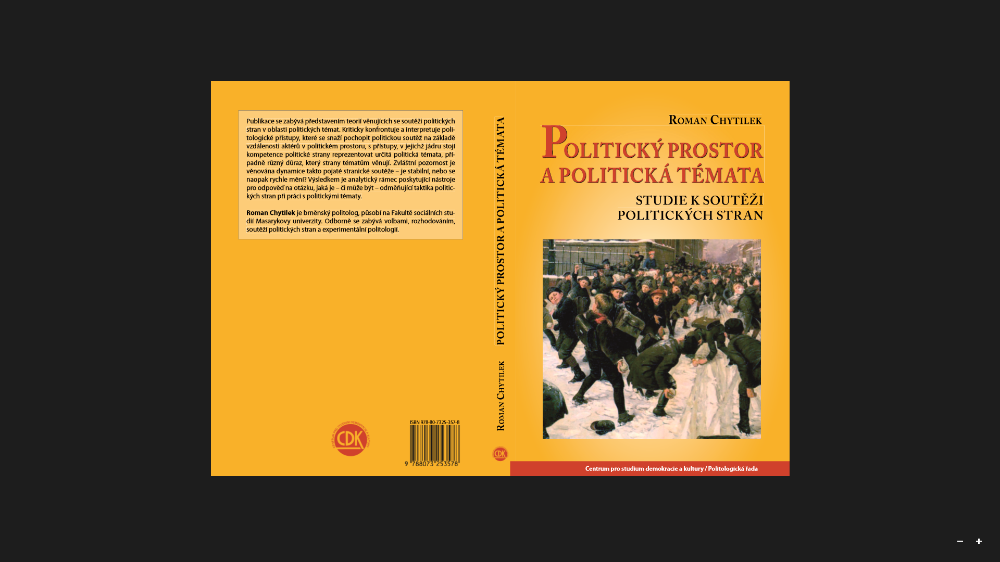 Publikace se zabývá představením teorií věnujících se soutěži politických
stran v oblasti politických témat. Kriticky konfrontuje a interpretuje poli-
tologické přístupy, které se snaží pochopit politickou soutěž na základě
vzdálenosti aktérů v politickém prostoru, s přístupy, v jejichž jádru stojí
kompetence politické strany reprezentovat určitá politická témata, pří-
padně různý důraz, který strany tématům věnují. Zvláštní pozornost je
věnována dynamice takto pojaté stranické soutěže – je stabilní, nebo se
naopak rychle mění? Výsledkem je analytický rámec poskytující nástroje
pro odpověď na otázku, jaká je – či může být – odměňující taktika politic-
kých stran při práci s politickými tématy.
Roman Chytilek je brněnský politolog, působí na Fakultě sociálních stu-
dií Masarykovy univerzity. Odborně se zabývá volbami, rozhodováním,
soutěží politických stran a experimentální politologií.
CENTRUM PRO STUDIUM DEMOKRACIE A KULTURY
CDK
ISBN 978-80-7325-357-8
9 788073 253578
ROMAN CHYTILEK POLITICKÝ PROSTOR A POLITICKÁ TÉMATA
CDK
ROMAN CHYTILEK
POLITICKÝ PROSTOR
A POLITICKÁ TÉMATA
STUDIE K SOUTĚŽI
POLITICKÝCH STRAN
Centrum pro studium demokracie a kultury / Politologická řada